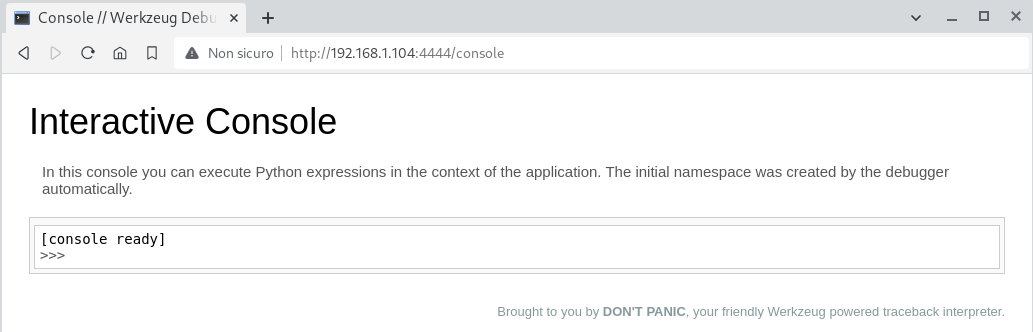 Console // Werkzeug Debu
Non sicuro http://192.168.1.104:4444/console
Interactive Console
In this console you can execute Python expressions in the context of the application. The initial namespace was created by the debugger
automatically.
[console ready]
>>>
Brought to you by DON'T PANIC, your friendly Werkzeug powered traceback interpreter.